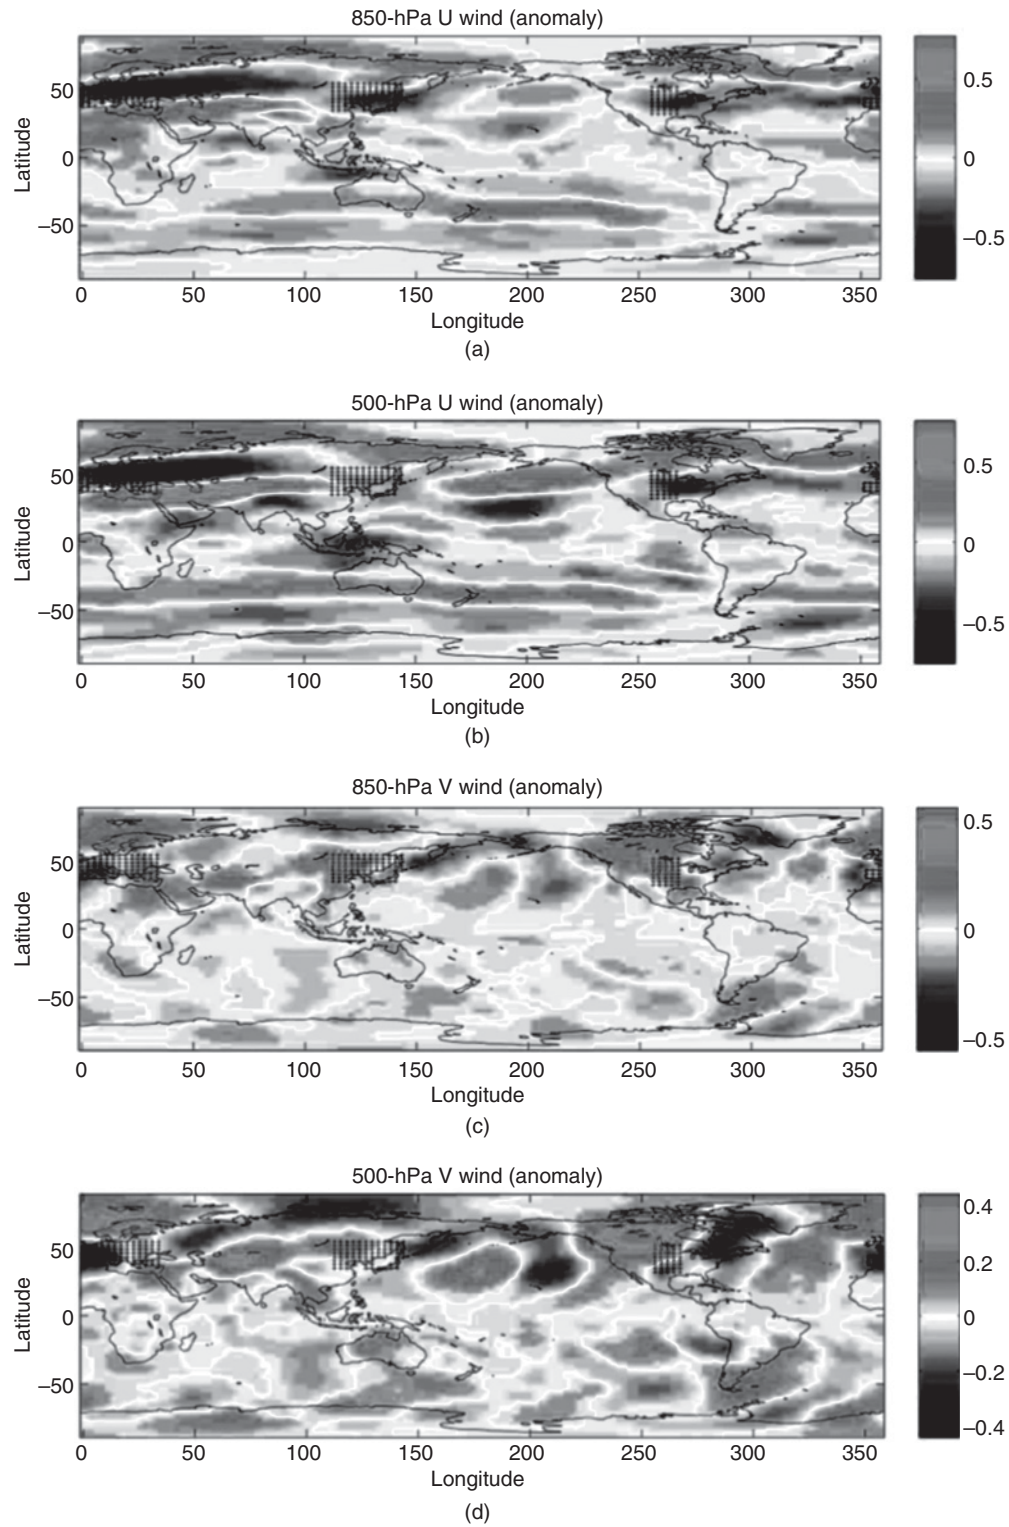 850-hPa U wind (anomaly)
50
0
–50
Latitude
0 50 100 150 200 250 300 350
Longitude
0.5
0
–0.5
(a)
500-hPa U wind (anomaly)
50
0
–50
Latitude
0 50 100 150 200 250 300 350
Longitude
0.5
0
–0.5
(b)
850-hPa V wind (anomaly)
50
0
–50
Latitude
0 50 100 150 200 250 300 350
Longitude
0.5
0
–0.5
(c)
500-hPa V wind (anomaly)
50
0
–50
Latitude
0 50 100 150 200 250 300 350
Longitude
0.4
0.2
0
–0.2
–0.4
(d)